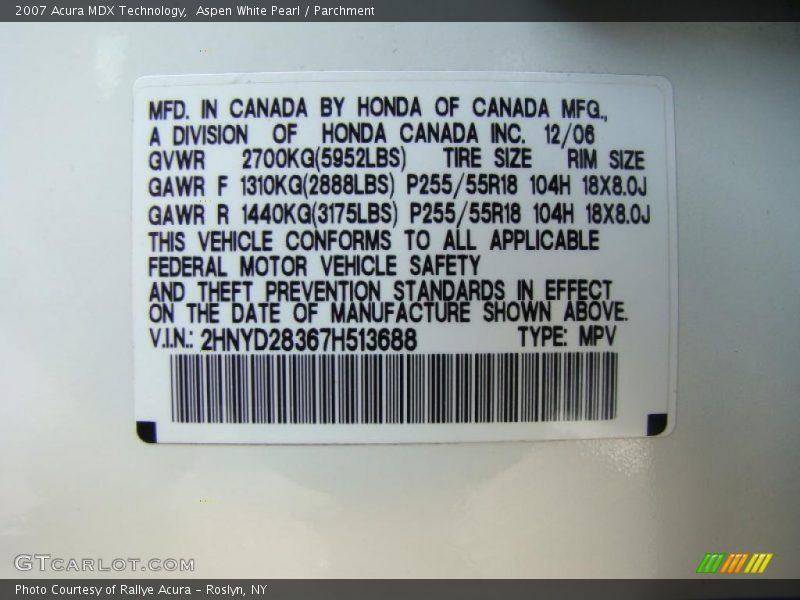 2007 Acura MDX Technology,  Aspen White Pearl / Parchment
MFD. IN CANADA BY HONDA OF CANADA MFG.,
A DIVISION OF HONDA CANADA INC. 12/06
GVWR 2700KG(5952LBS) TIRE SIZE RIM SIZE
GAWR F 1310KG(2888LBS) P255/55R18 104H 18X8.0J
GAWR R 1440KG(3175LBS) P255/55R18 104H 18X8.0J
THIS VEHICLE CONFORMS TO ALL APPLICABLE
FEDERAL MOTOR VEHICLE SAFETY
AND THEFT PREVENTION STANDARDS IN EFFECT
ON THE DATE OF MANUFACTURE SHOWN ABOVE.
V.I.N.: 2HNYD28367H513688 TYPE: MPV
GTCARLOT.COM
Photo Courtesy of Rallye Acura – Roslyn, NY